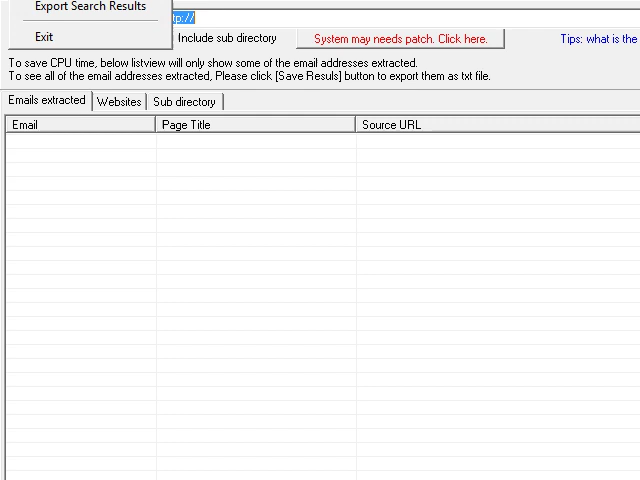 Export Search Results
tp://
Exit
Include sub directory
System may needs patch. Click here.
Tips: what is the
To save CPU time, below listview will only show some of the email addresses extracted.
To see all of the email addresses extracted, Please click [Save Resuls] button to export them as txt file.
Emails extracted
Websites
Sub directory
Email
Page Title
Source URL